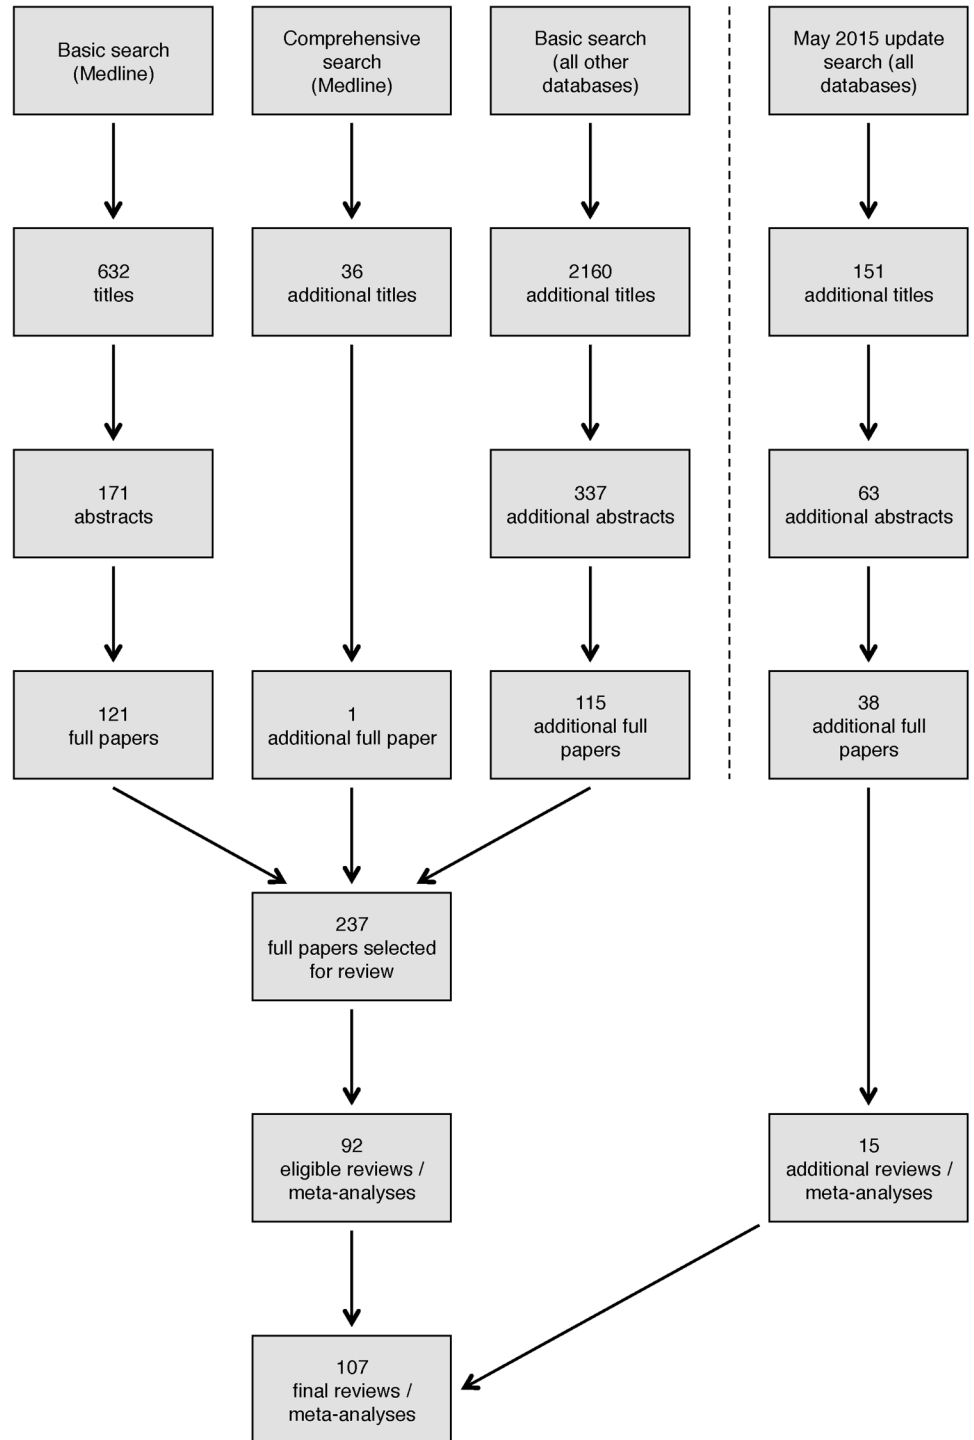 Basic search
(Medline)
Comprehensive
search
(Medline)
Basic search
(all other
databases)
May 2015 update
search (all
databases)
632
titles
36
additional titles
2160
additional titles
151
additional titles
171
abstracts
337
additional abstracts
63
additional abstracts
121
full papers
1
additional full paper
115
additional full
papers
38
additional full
papers
237
full papers selected
for review
92
eligible reviews /
meta-analyses
15
additional reviews /
meta-analyses
107
final reviews /
meta-analyses